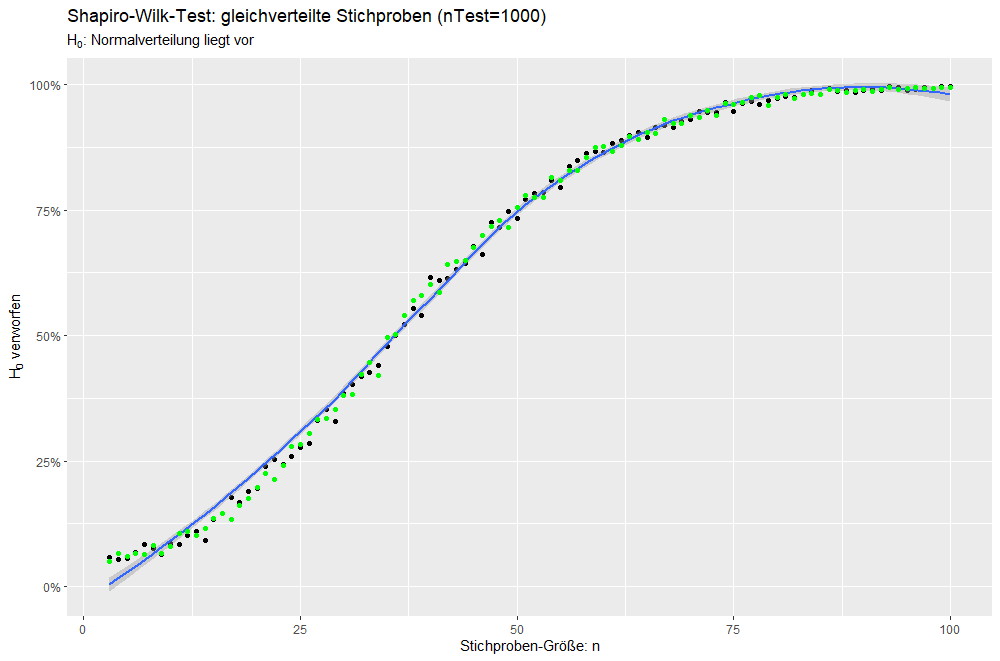 Shapiro-Wilk-Test: gleichverteilte Stichproben (nTest=1000)
H₀: Normalverteilung liegt vor
100%
75%
50%
25%
0%
H₀ verworfen
0 25 50 75 100
Stichproben-Größe: n